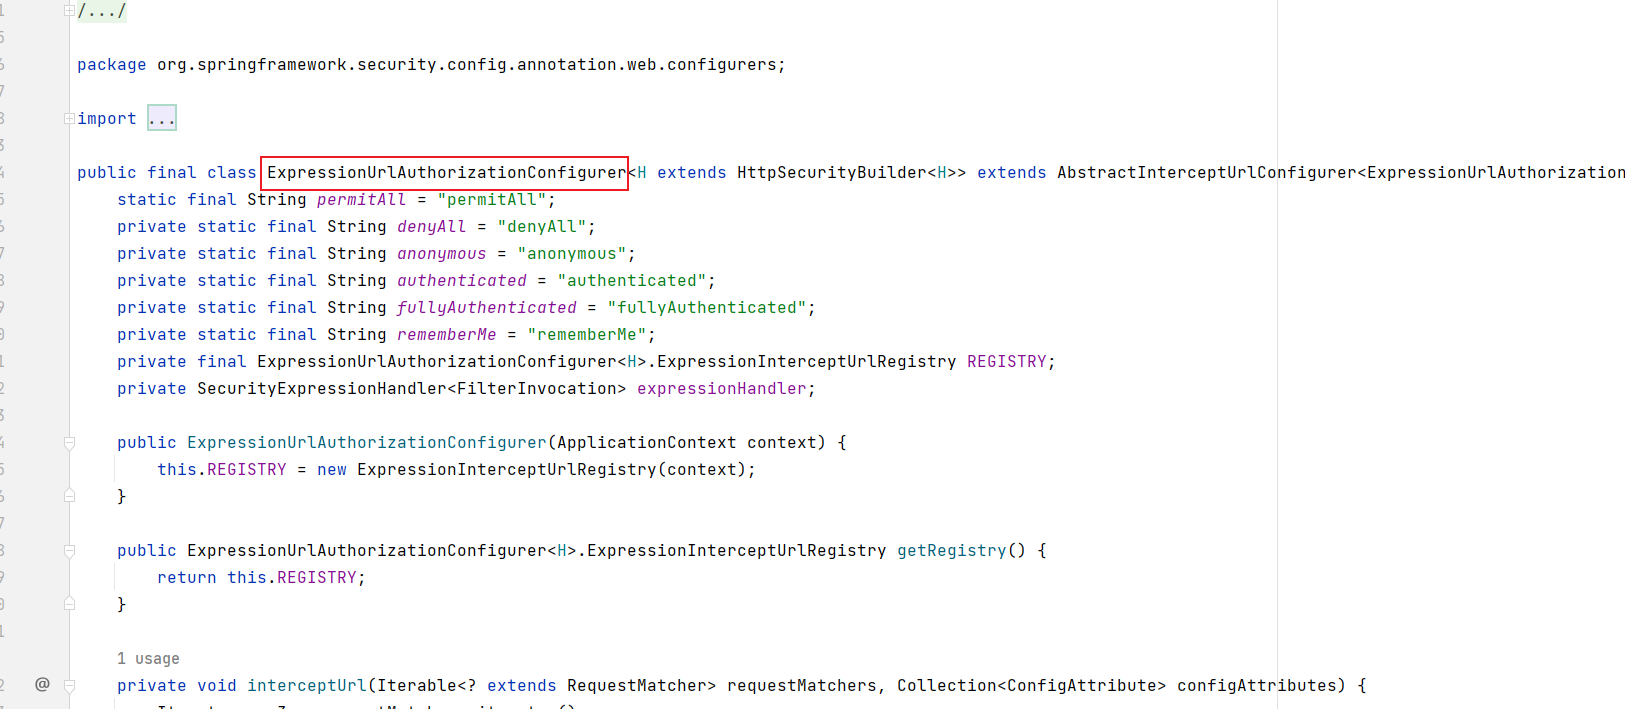 /.../
package org.springframework.security.config.annotation.web.configurers;
import ...
public final class ExpressionUrlAuthorizationConfigurer<H extends HttpSecurityBuilder<H>> extends AbstractInterceptUrlConfigurer<ExpressionUrlAuthorization
static final String permitAll = "permitAll";
private static final String denyAll = "denyAll";
private static final String anonymous = "anonymous";
private static final String authenticated = "authenticated";
private static final String fullyAuthenticated = "fullyAuthenticated";
private static final String rememberMe = "rememberMe";
private final ExpressionUrlAuthorizationConfigurer<H>.ExpressionInterceptUrlRegistry REGISTRY;
private SecurityExpressionHandler<FilterInvocation> expressionHandler;
public ExpressionUrlAuthorizationConfigurer(ApplicationContext context) {
this.REGISTRY = new ExpressionInterceptUrlRegistry(context);
}
public ExpressionUrlAuthorizationConfigurer<H>.ExpressionInterceptUrlRegistry getRegistry() {
return this.REGISTRY;
}
1 usage
@ private void interceptUrl(Iterable<? extends RequestMatcher> requestMatchers, Collection<ConfigAttribute> configAttributes) {